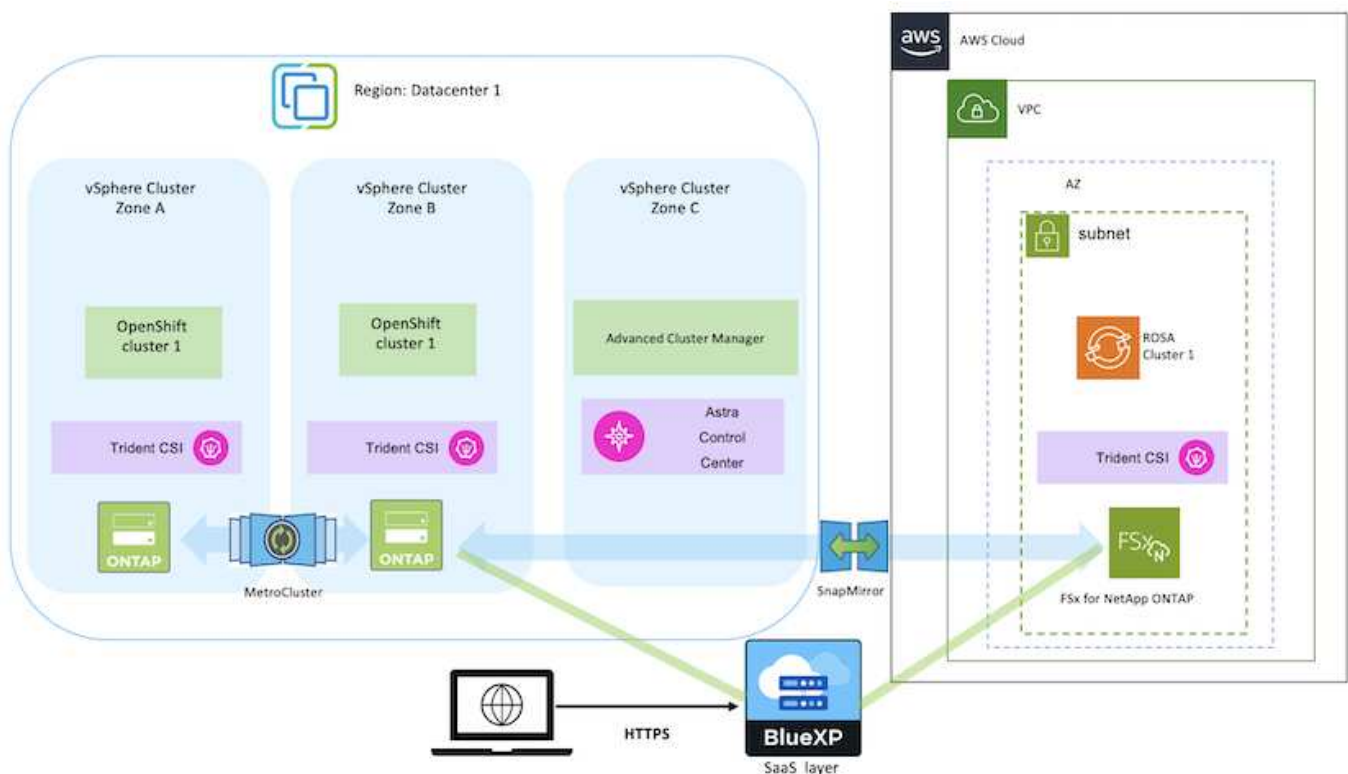 aws
AWS Cloud
Region: Datacenter 1
VPC
vSphere Cluster
Zone A
vSphere Cluster
Zone B
vSphere Cluster
Zone C
AZ
subnet
OpenShift
cluster 1
OpenShift
cluster 1
Advanced Cluster Manager
ROSA
Cluster 1
Trident CSI
Trident CSI
Astra
Control
Center
Trident CSI
ONTAP
MetroCluster
ONTAP
SnapMirror
FSx
N
FSx for NetApp ONTAP
HTTPS
BlueXP
SaaS layer